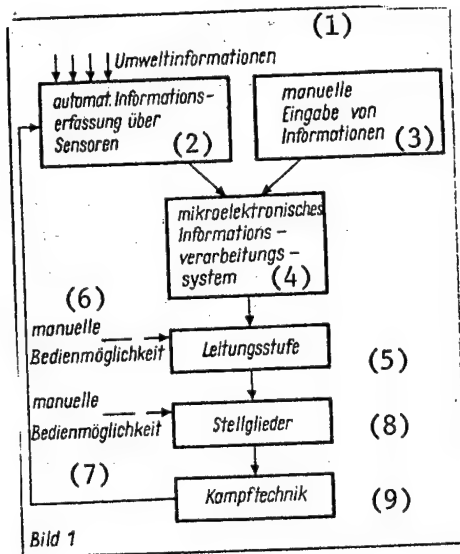 (1)
Umweltinformationen
automat. Informations-
erfassung über
Sensoren (2)
manuelle
Eingabe von
Informationen (3)
mikroelektronisches
Informations-
verarbeitungs-
system (4)
(6)
manuelle
Bedienmöglichkeit
Leitungsstufe (5)
manuelle
Bedienmöglichkeit
Stellglieder (8)
(7)
Kampftechnik (9)
Bild 1